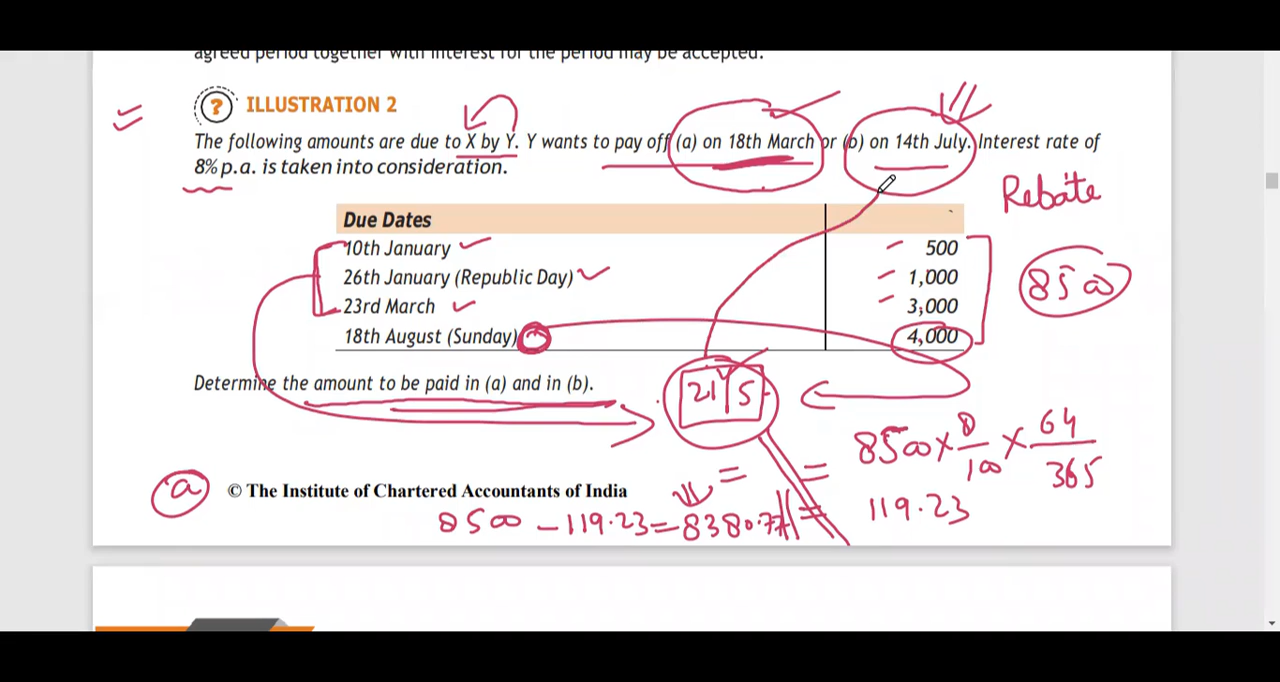 agreed period together with interest for the period may be accepted.
? ILLUSTRATION 2
The following amounts are due to X by Y. Y wants to pay off (a) on 18th March or (b) on 14th July. Interest rate of
8% p.a. is taken into consideration.
Rebate
Due Dates
10th January 500
26th January (Republic Day) 1,000
8500
23rd March 3,000
18th August (Sunday) 4,000
Determine the amount to be paid in (a) and in (b).
21/5
8500 × 8/100 × 64/365
=
a © The Institute of Chartered Accountants of India
=
8500 - 119.23 = 8380.77
= 119.23